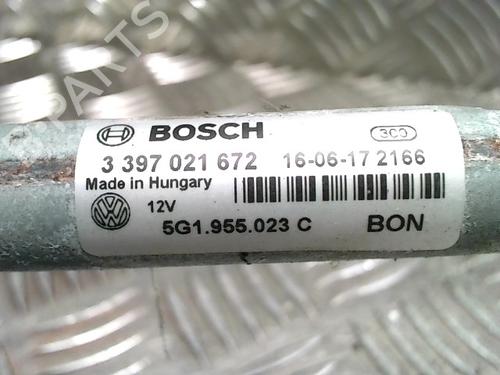 BOSCH 3C0
3 397 021 672 16-06-17 2166
Made in Hungary
12V
5G1.955.023 C BON